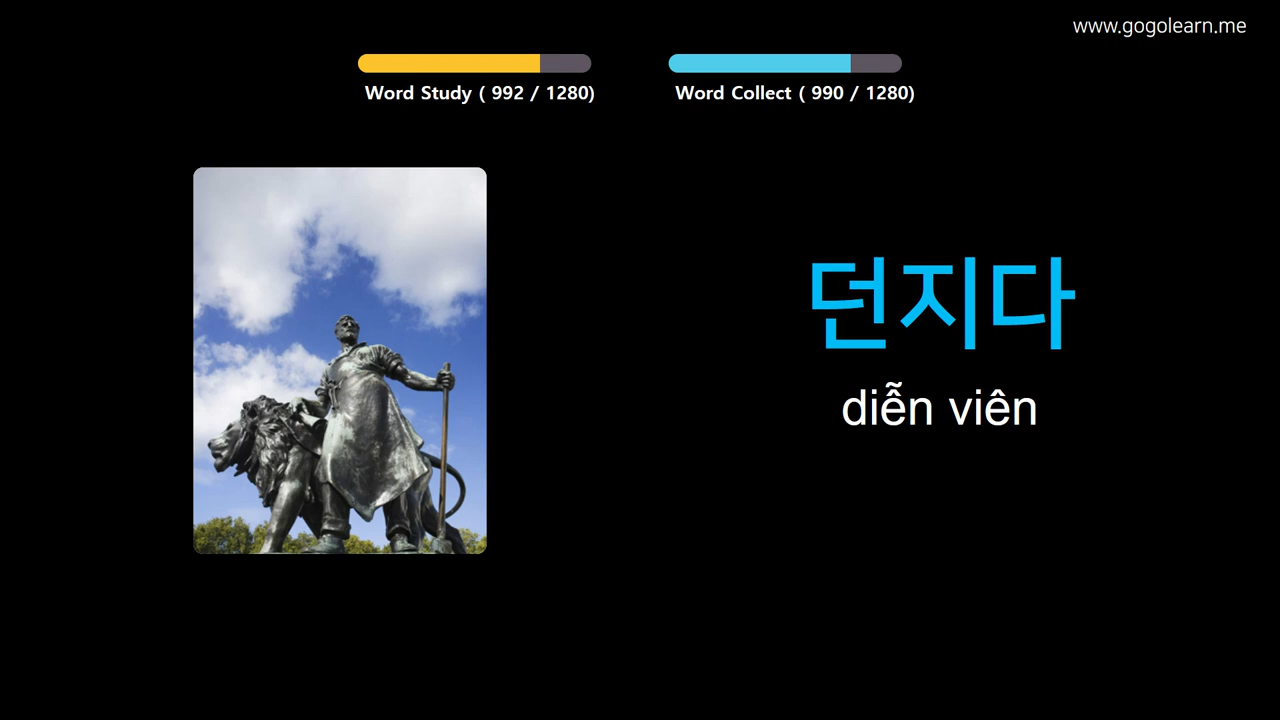 www.gogolearn.me
Word Study ( 992 / 1280)
Word Collect ( 990 / 1280)
던지다
diễn viên